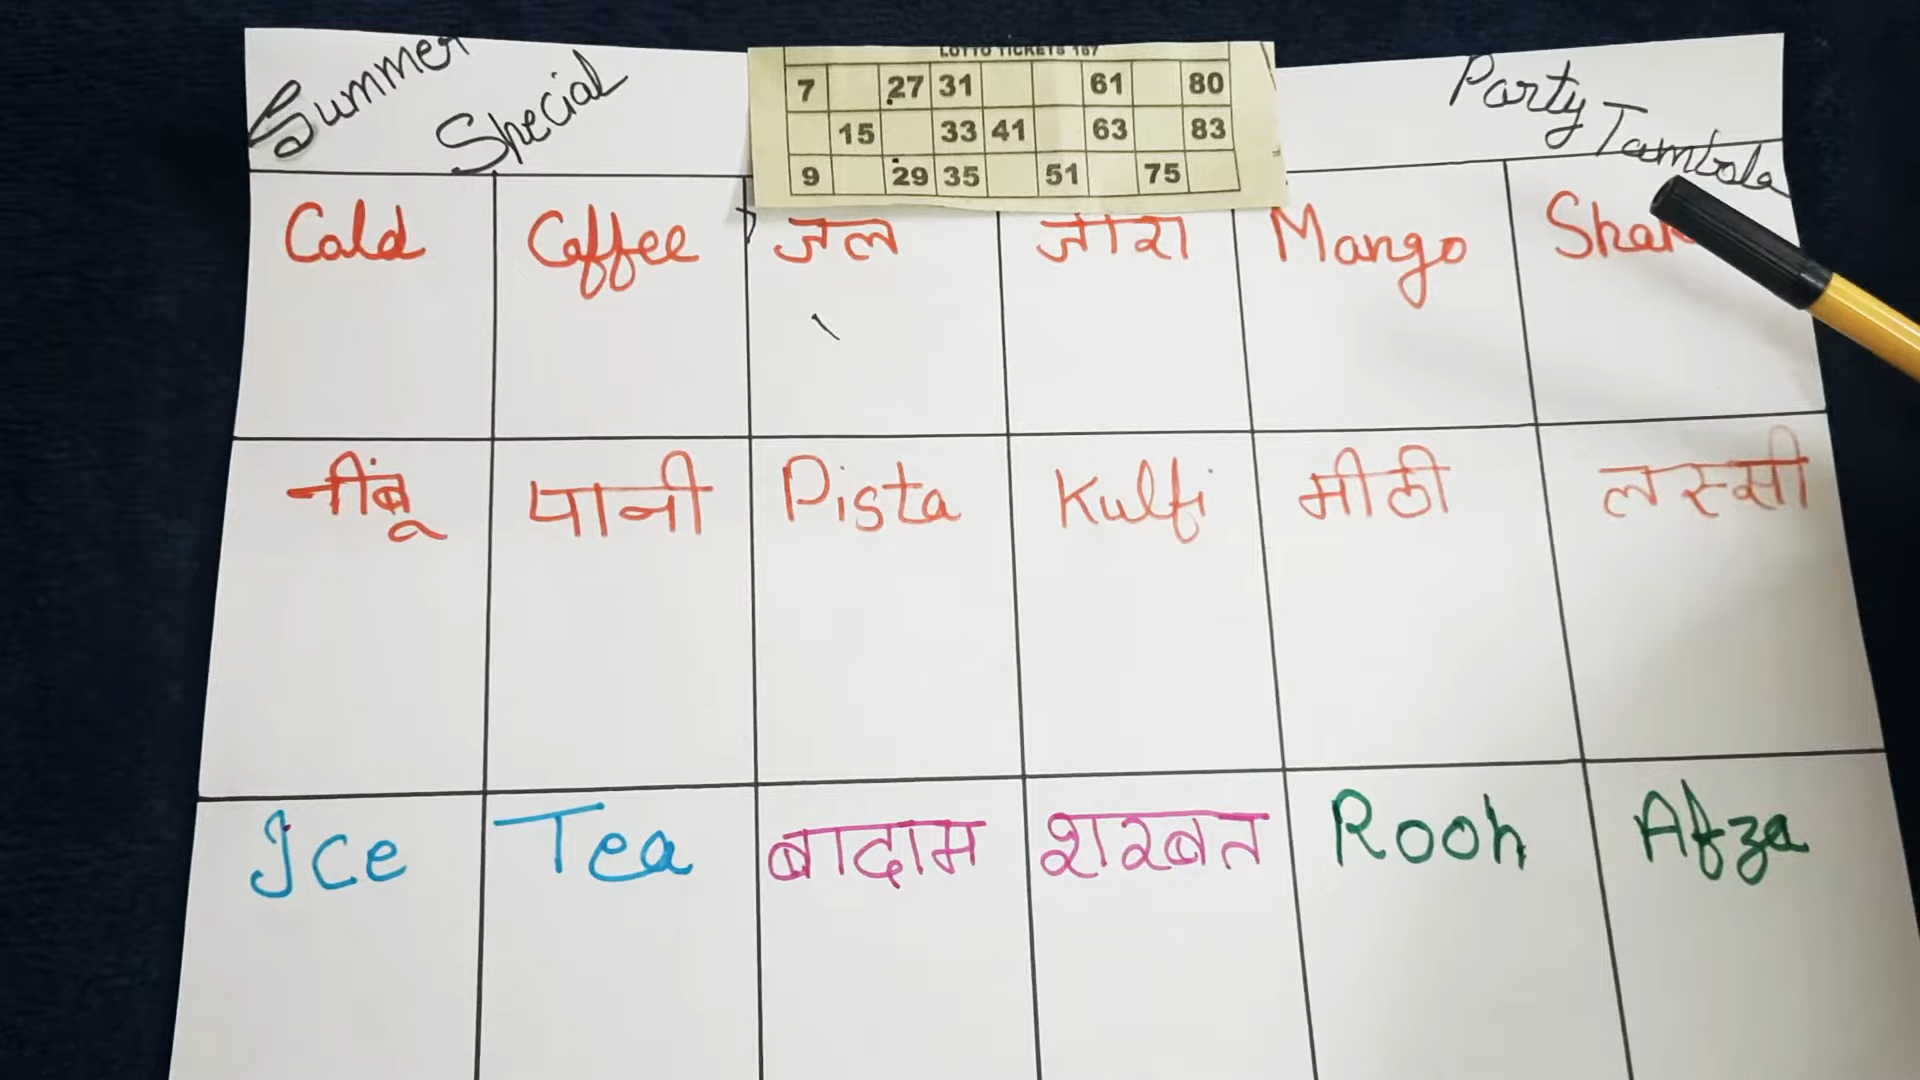 Summer
Special
Party
Tambola
LOTTO TICKETS 167
7 27 31 61 80
15 33 41 63 83
9 29 35 51 75
Cold Coffee जल जीरा Mango
नींबू पानी Pista Kulfi मीठी लस्सी
Ice Tea बादाम शरबत Rooh Afza